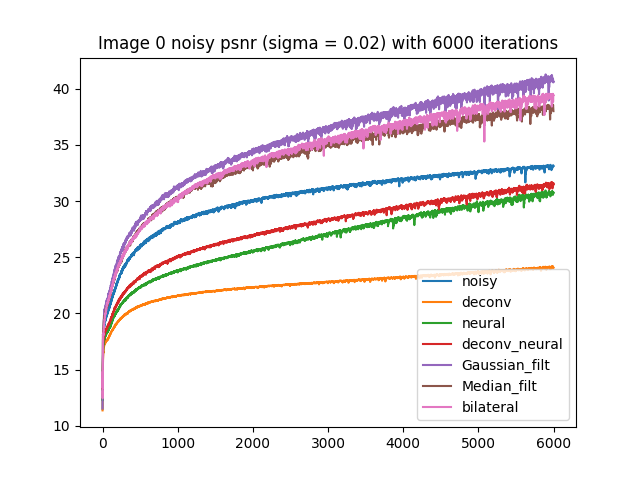 Image 0 noisy psnr (sigma = 0.02) with 6000 iterations
40
35
30
25
20
15
10
0
1000
2000
3000
4000
5000
6000
noisy
deconv
neural
deconv_neural
Gaussian_filt
Median_filt
bilateral